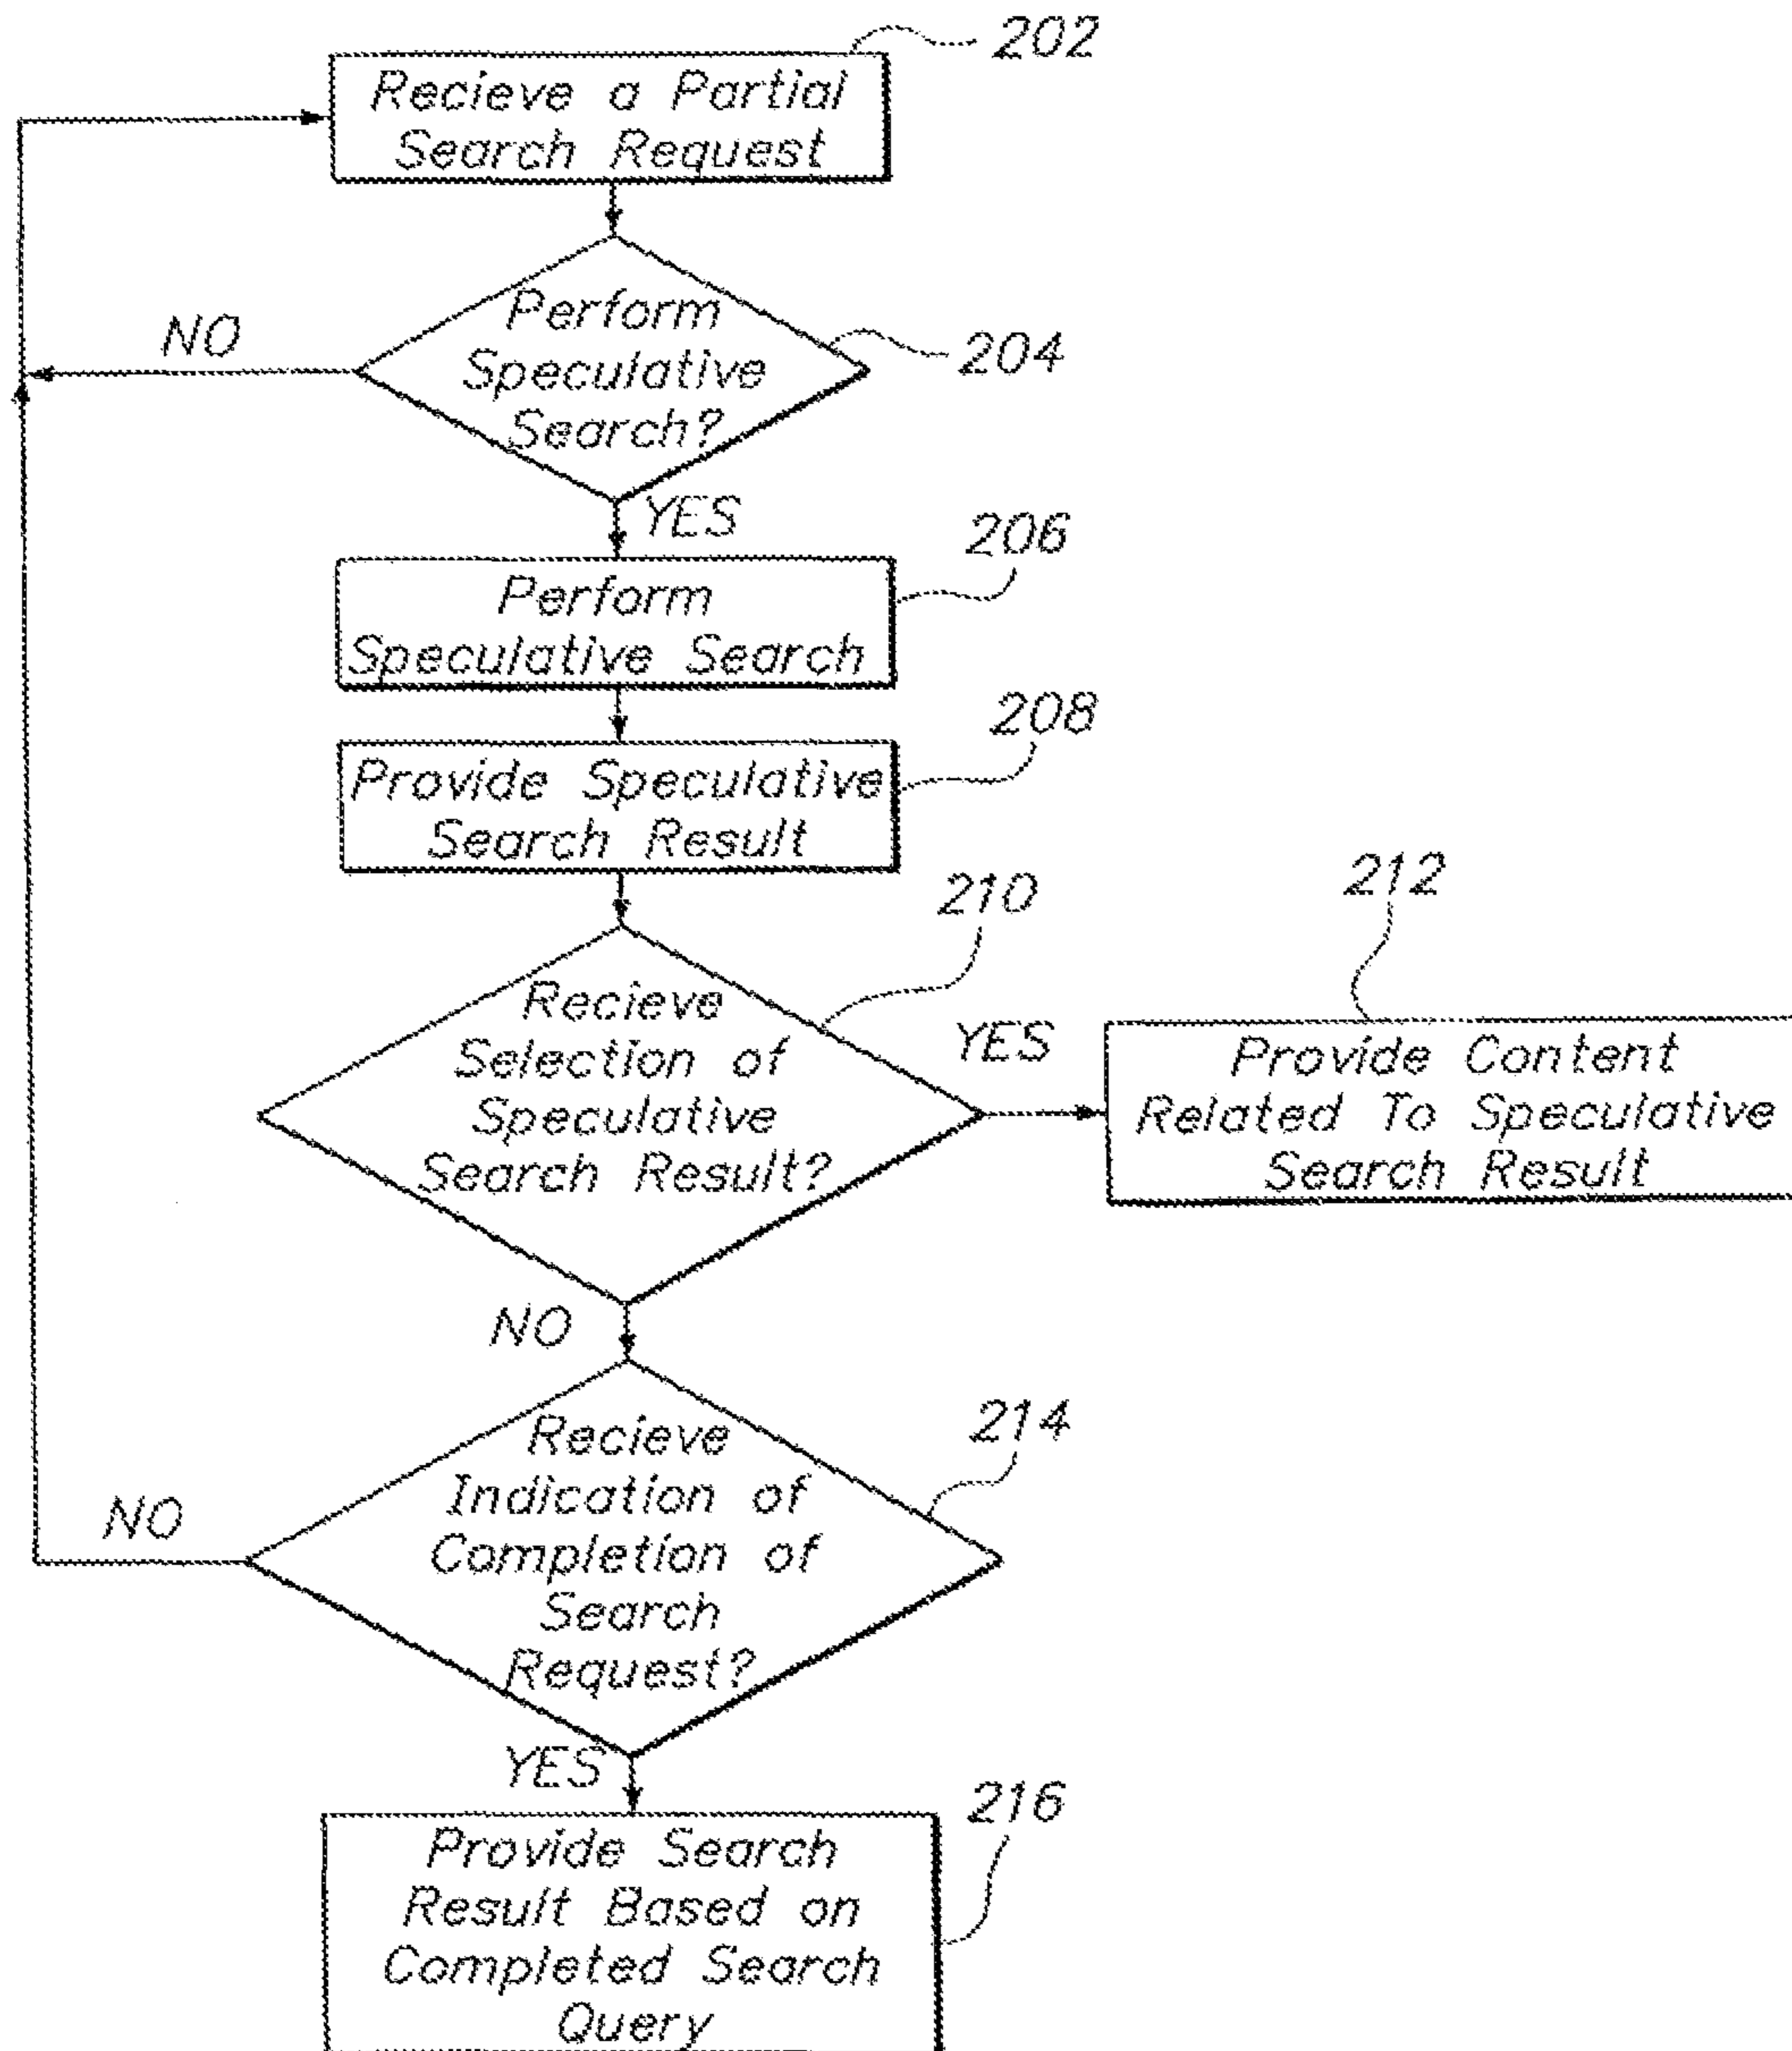 202
Recieve a Partial
Search Request
Perform
Speculative
Search?
204
NO
YES
206
Perform
Speculative Search
208
Provide Speculative
Search Result
210
212
Recieve
Selection of
Speculative
Search Result?
YES
Provide Content
Related To Speculative
Search Result
NO
214
Recieve
Indication of
Completion of
Search
Request?
NO
YES
216
Provide Search
Result Based on
Completed Search
Query